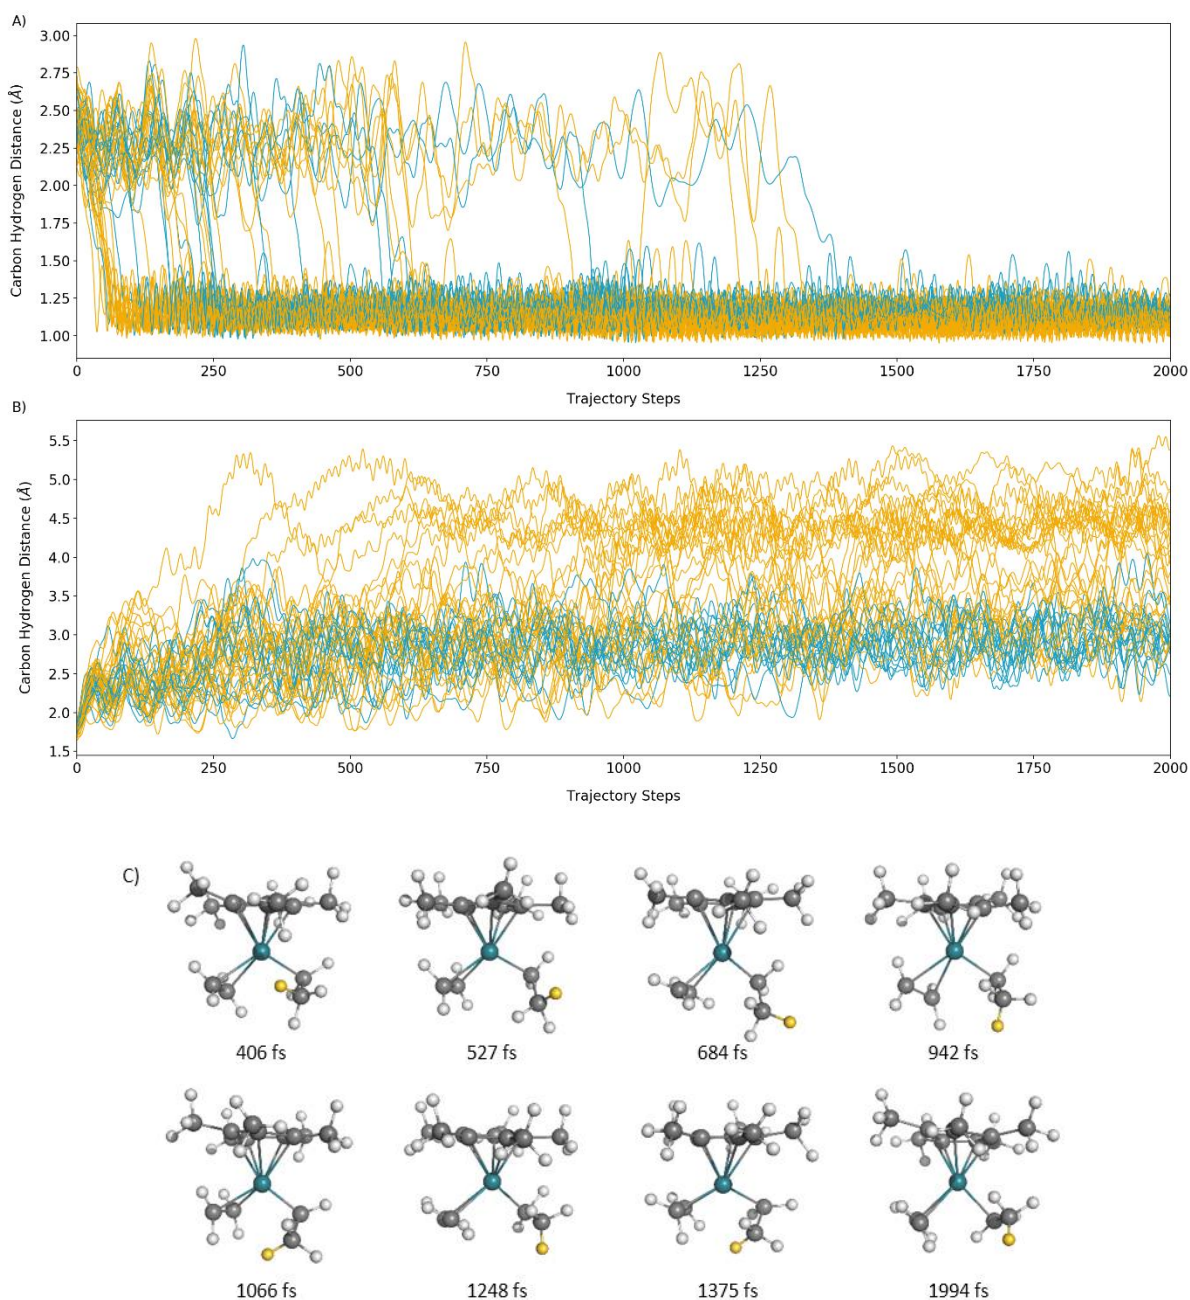 A)
3.00
2.75
2.50
2.25
2.00
1.75
1.50
1.25
1.00
Carbon Hydrogen Distance (Å)
0 250 500 750 1000 1250 1500 1750 2000
Trajectory Steps
B)
5.5
5.0
4.5
4.0
3.5
3.0
2.5
2.0
1.5
Carbon Hydrogen Distance (Å)
0 250 500 750 1000 1250 1500 1750 2000
Trajectory Steps
C)
406 fs 527 fs 684 fs 942 fs
1066 fs 1248 fs 1375 fs 1994 fs